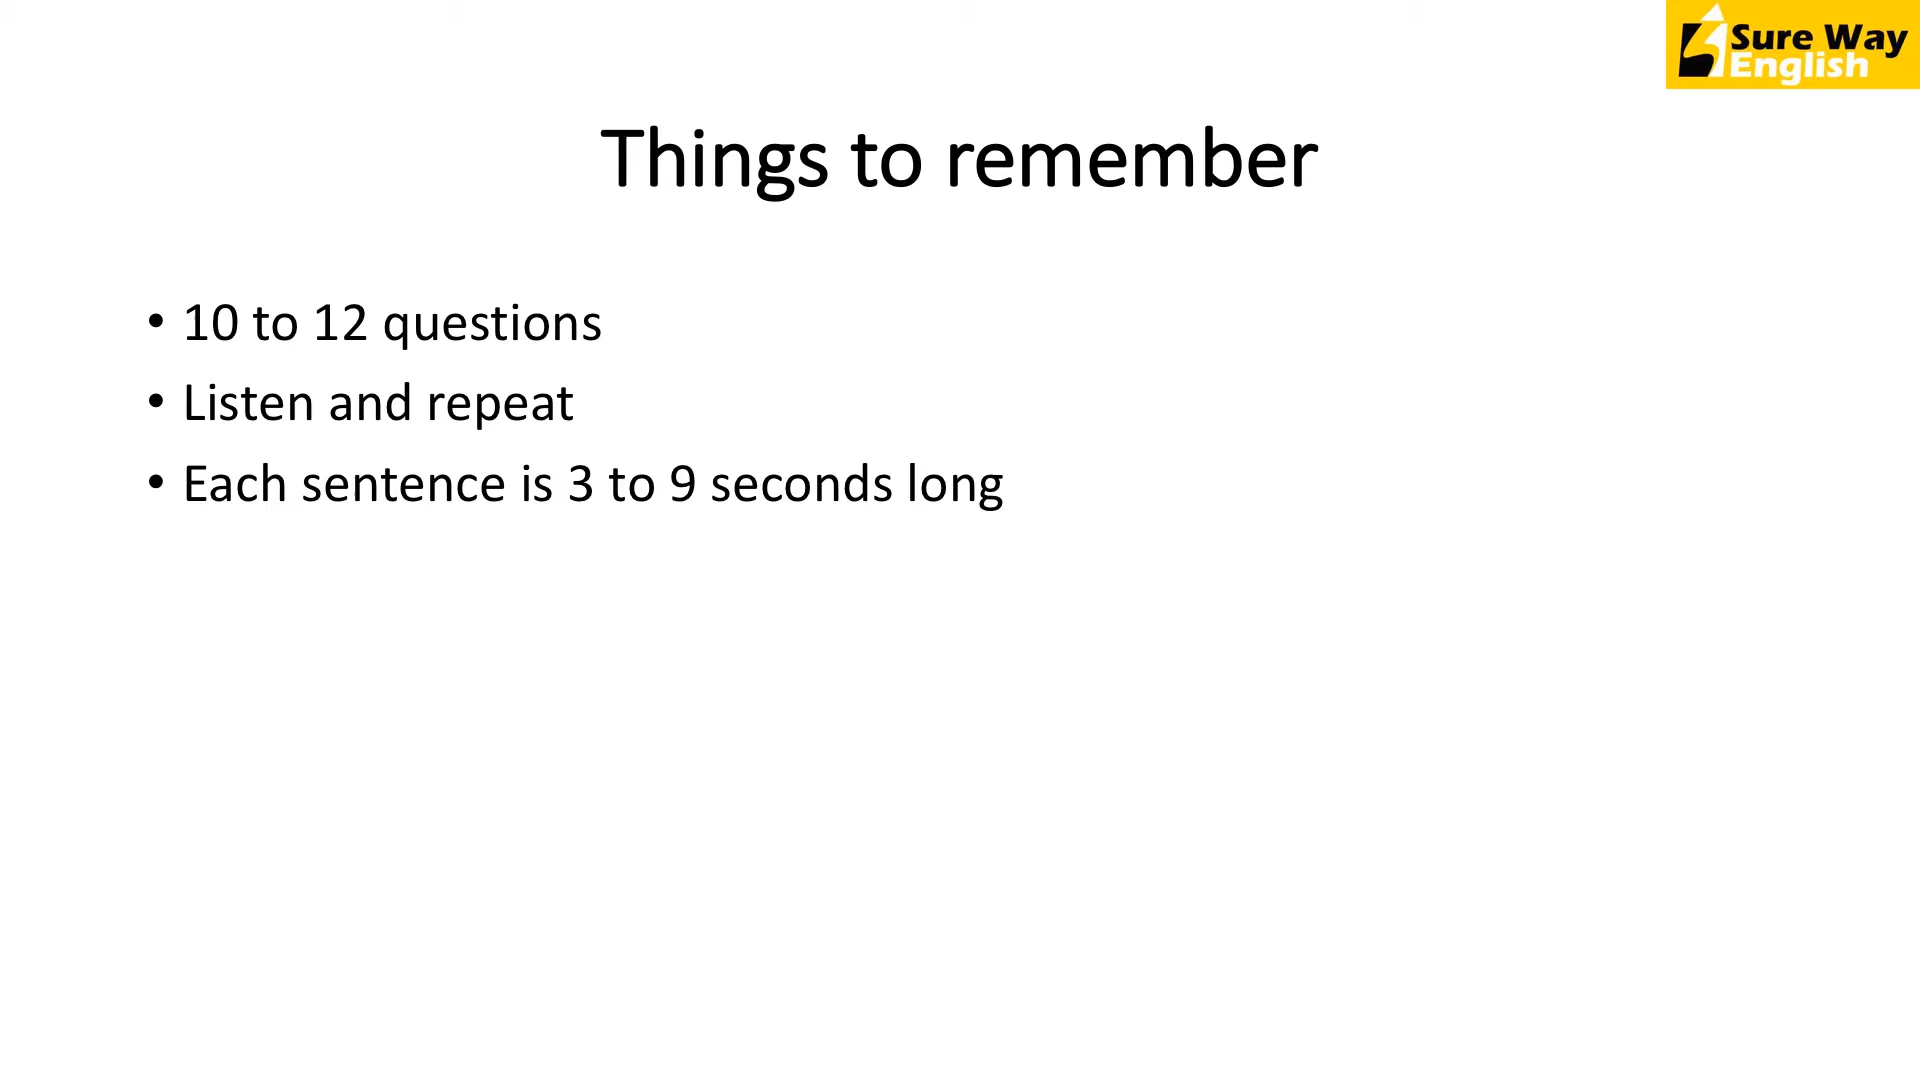 Sure Way
English
Things to remember
• 10 to 12 questions
• Listen and repeat
• Each sentence is 3 to 9 seconds long